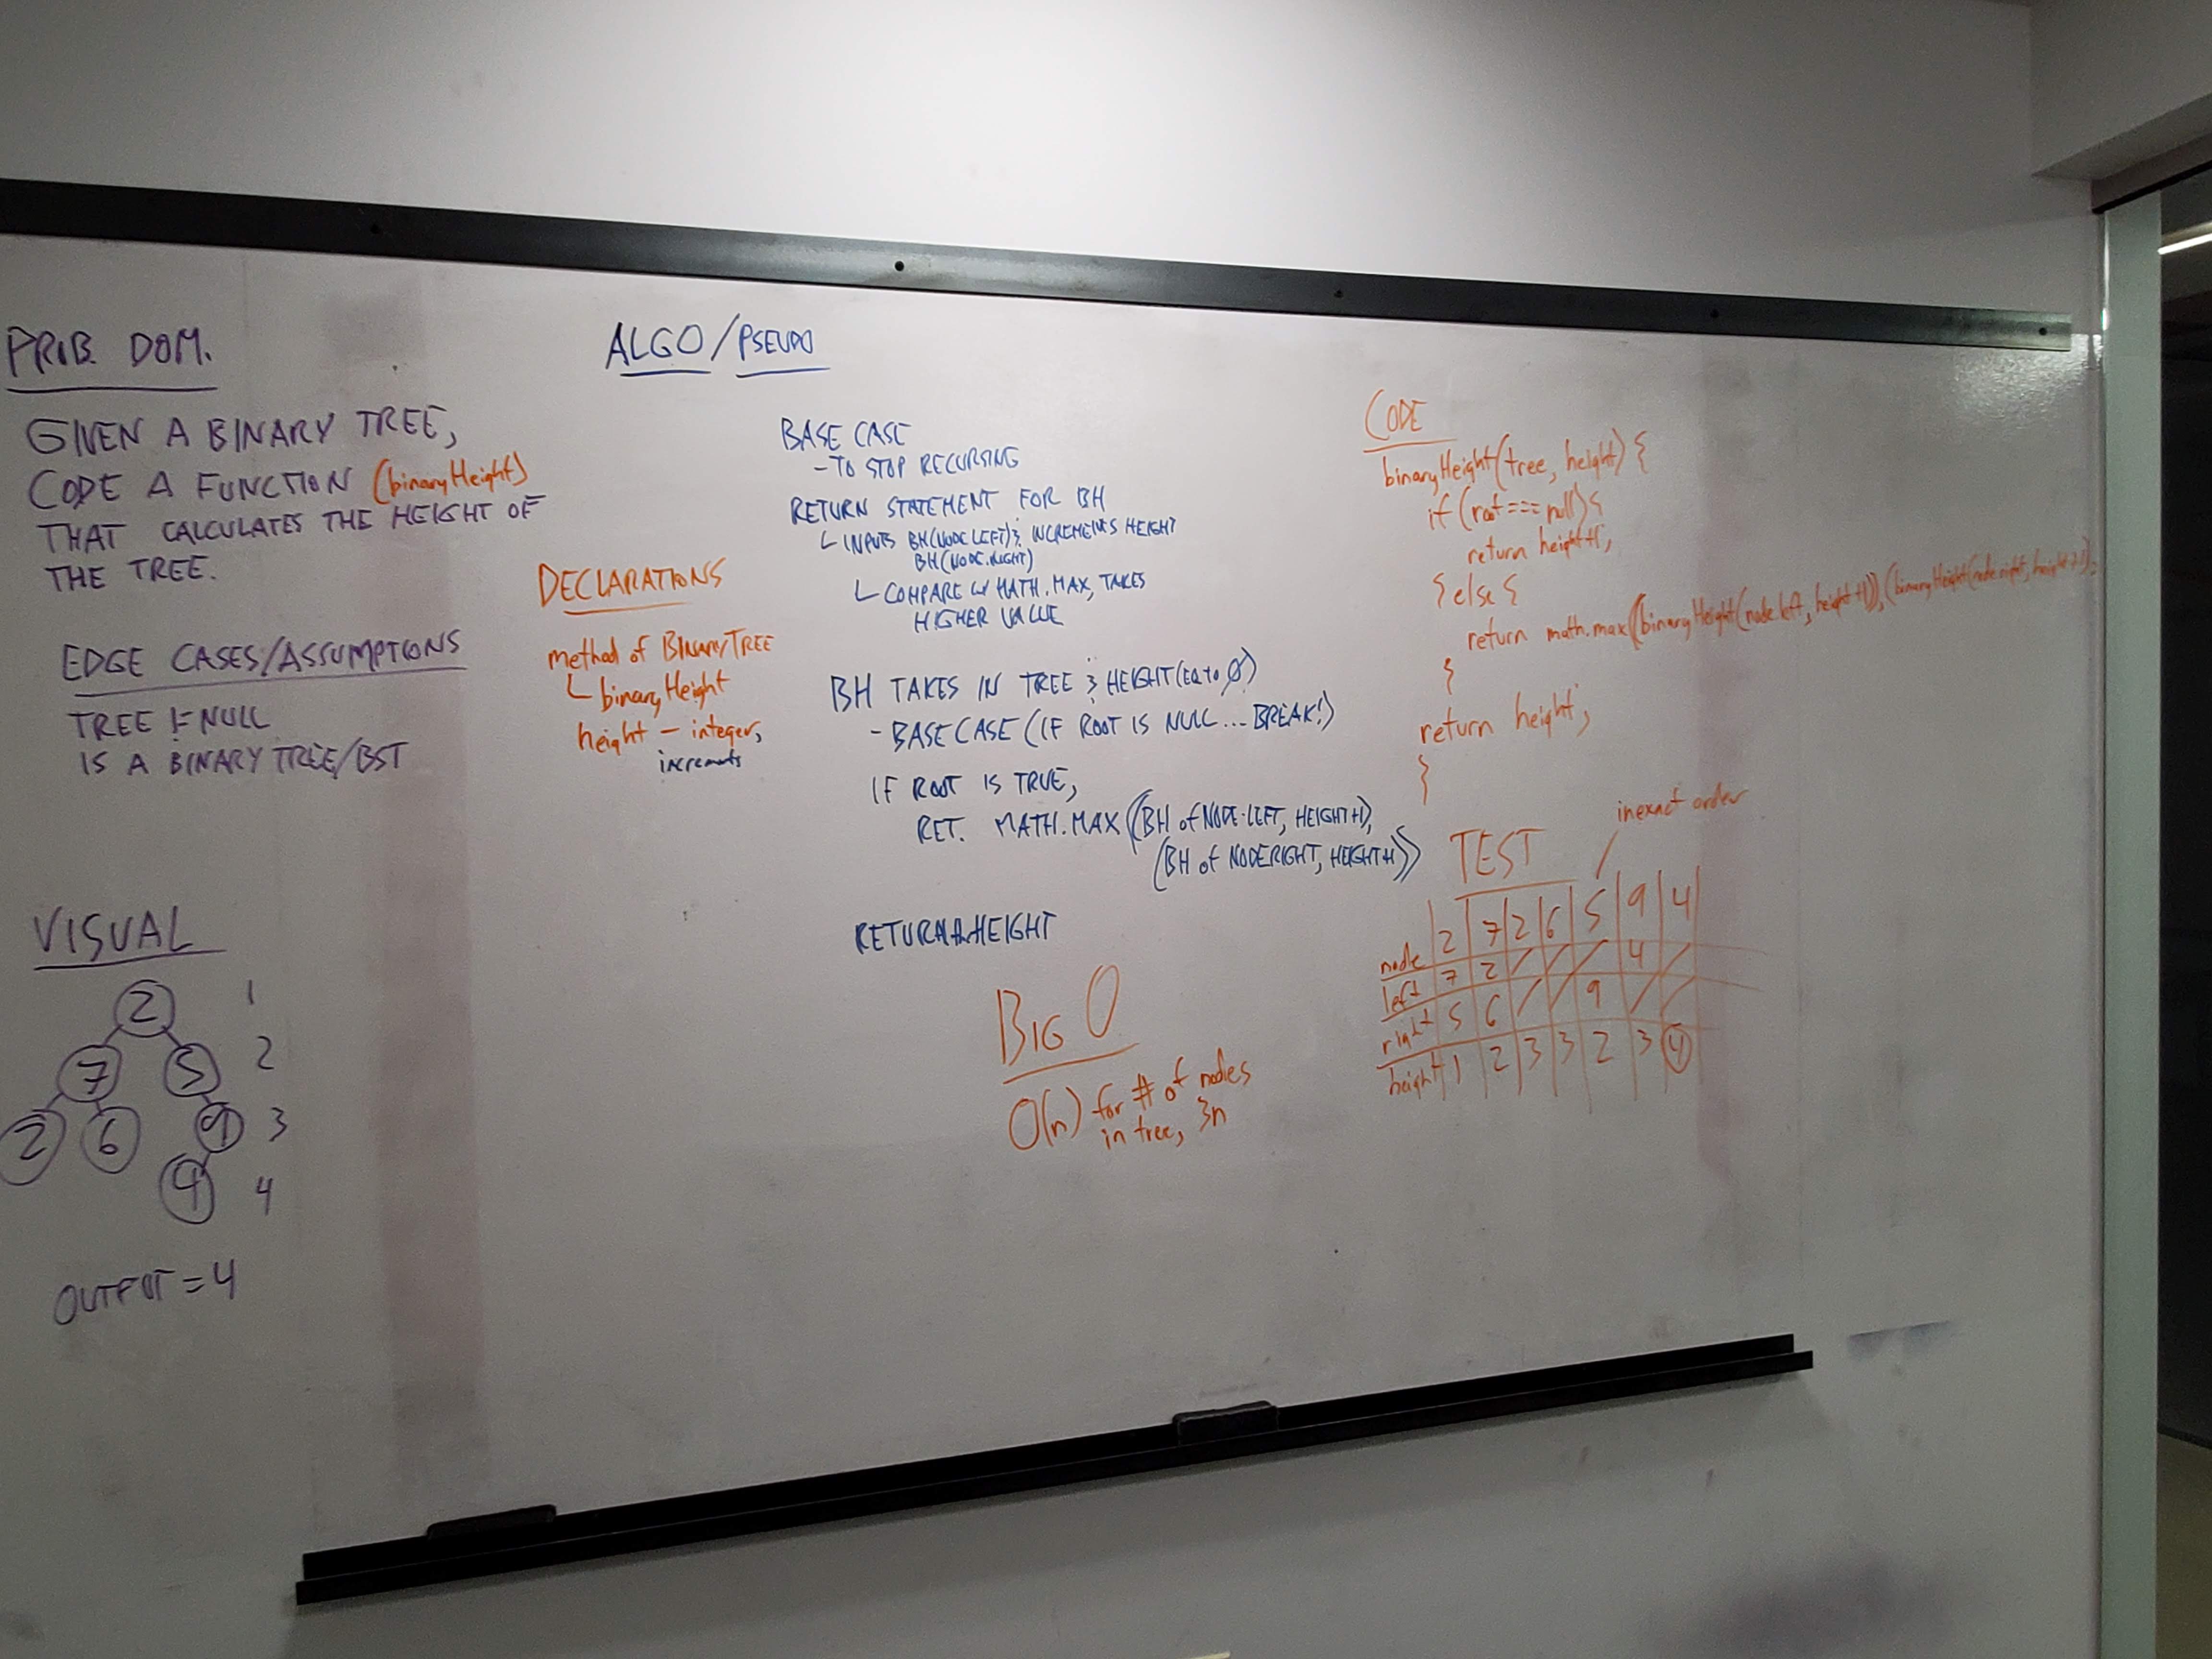 PROB. DOM.
GIVEN A BINARY TREE,
CODE A FUNCTION (binaryHeight)
THAT CALCULATES THE HEIGHT OF
THE TREE.
EDGE CASES/ASSUMPTIONS
TREE != NULL
IS A BINARY TREE/BST
VISUAL
2 1
7 5 2
2 6 9 3
4 4
OUTPUT = 4
ALGO/PSEUDO
DECLARATIONS
method of BINARYTREE
binaryHeight
height - integer,
increments
BASE CASE
- TO STOP RECURSING
RETURN STATEMENT FOR BH
INPUTS BH(NODE.LEFT) & INCREMENTS HEIGHT
BH(NODE.RIGHT)
COMPARE W/ MATH.MAX, TAKES
HIGHER VALUE
BH TAKES IN TREE & HEIGHT(EQ TO Ø)
- BASE CASE (IF ROOT IS NULL... BREAK!)
IF ROOT IS TRUE,
RET. MATH.MAX((BH of NODE.LEFT, HEIGHT+1),
(BH of NODERIGHT, HEIGHT+1))
RETURN HEIGHT
BIG O
O(n) for # of nodes
in tree, 3n
CODE
binaryHeight(tree, height) {
if (root === null) {
return height+1;
} else {
return math.max((binaryHeight(node.left, height+1)), (binaryHeight(node.right, height+1));
}
return height;
}
TEST
inexact order
node 2 7 2 6 5 9 4
left 7 2 / / / 4 /
right 5 6 / / 9 / /
height 1 2 3 3 2 3 4